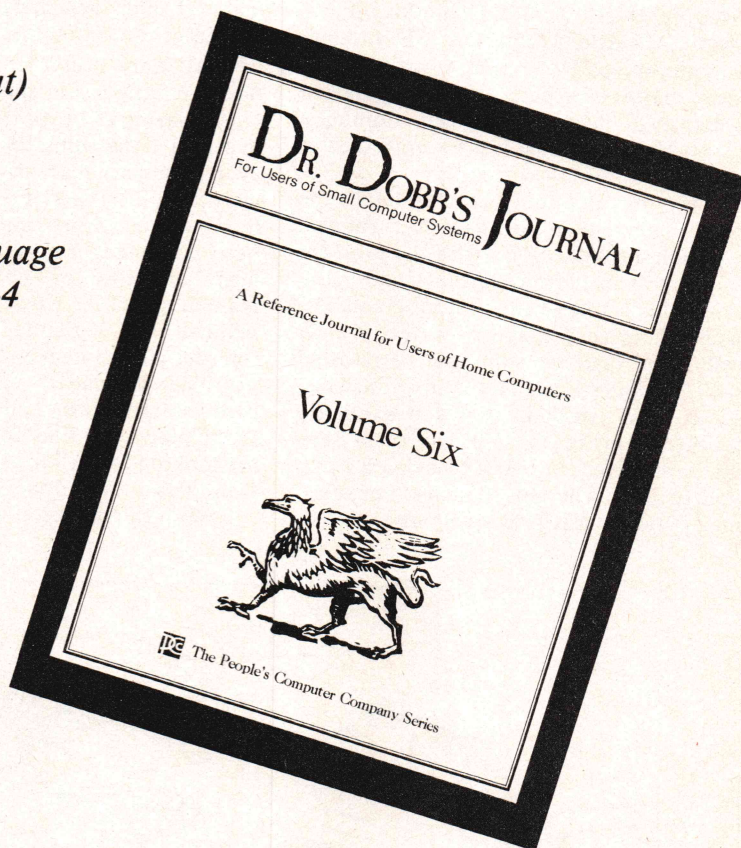 uage
4
DR. DOBB'S JOURNAL
For Users of Small Computer Systems
A Reference Journal for Users of Home Computers
Volume Six
pcc The People's Computer Company Series